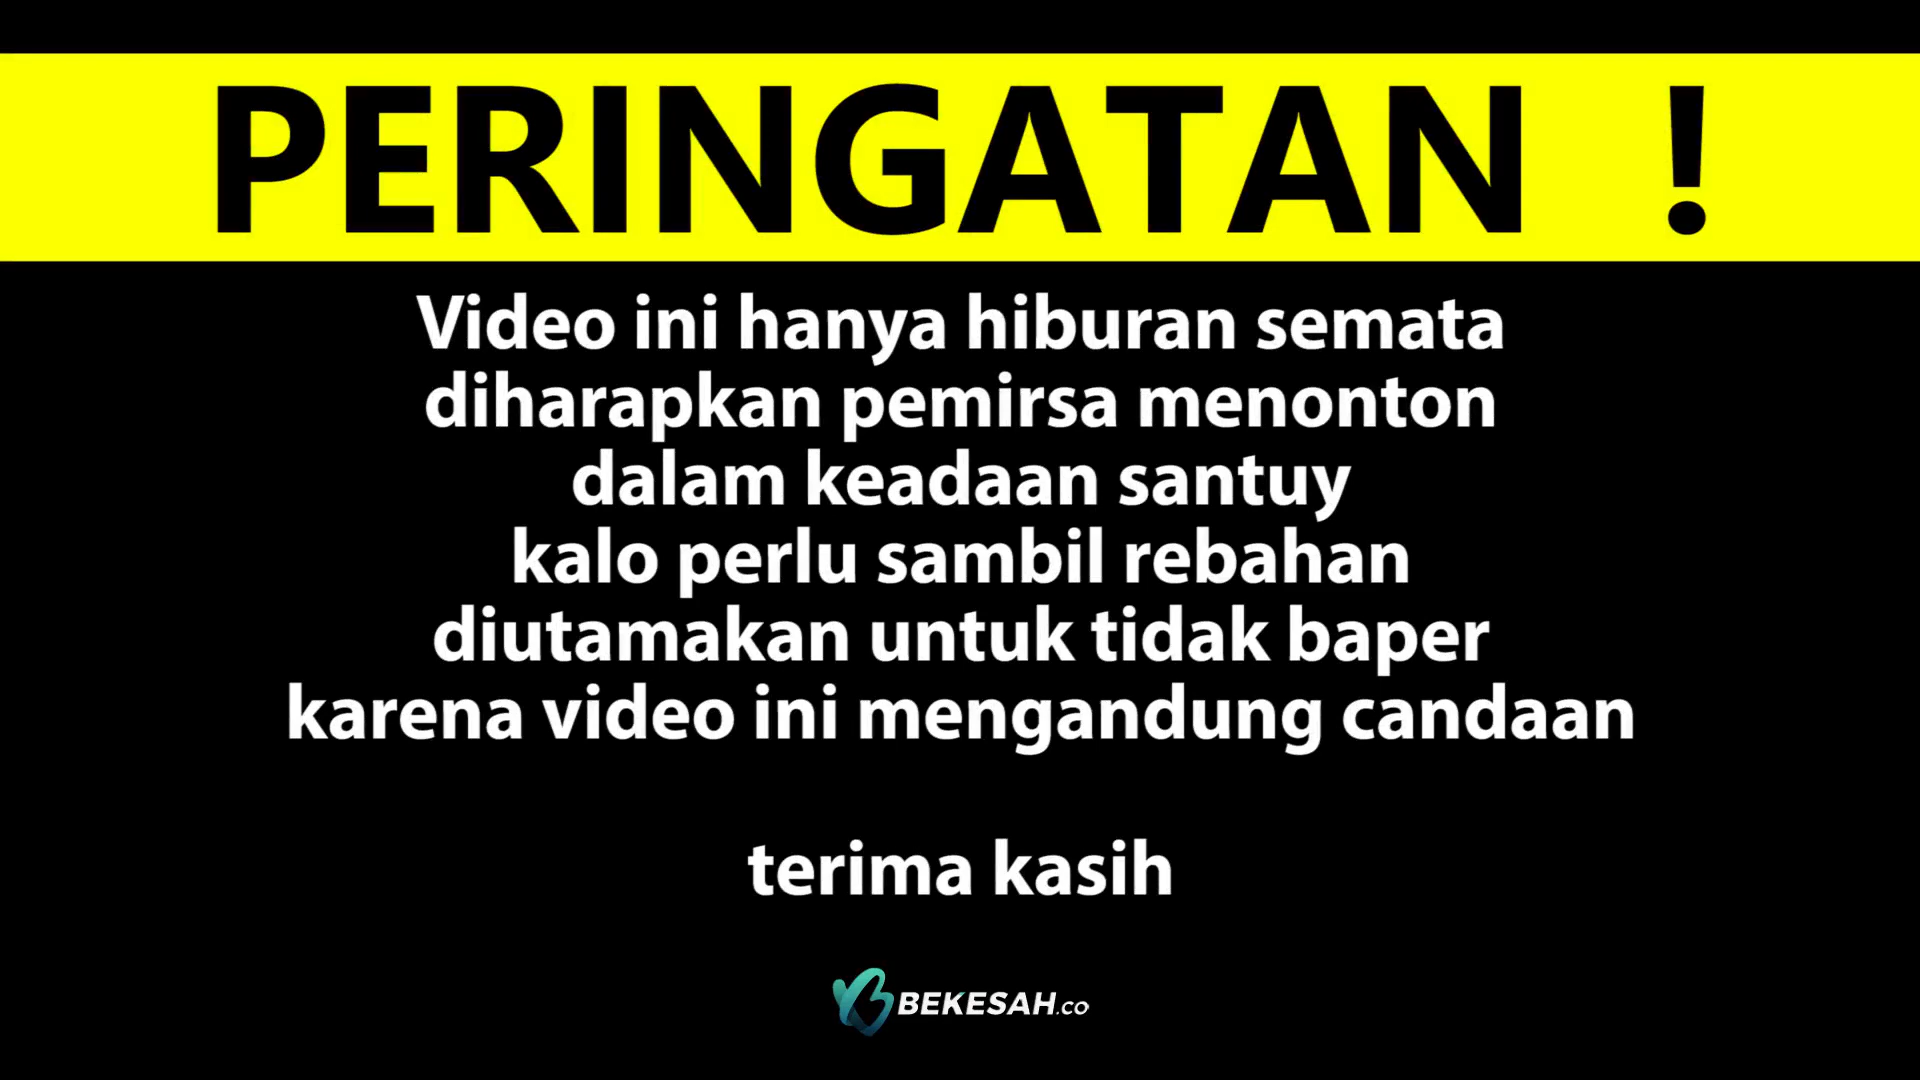 PERINGATAN !
Video ini hanya hiburan semata
diharapkan pemirsa menonton
dalam keadaan santuy
kalo perlu sambil rebahan
diutamakan untuk tidak baper
karena video ini mengandung candaan
terima kasih
BEKESAH.co